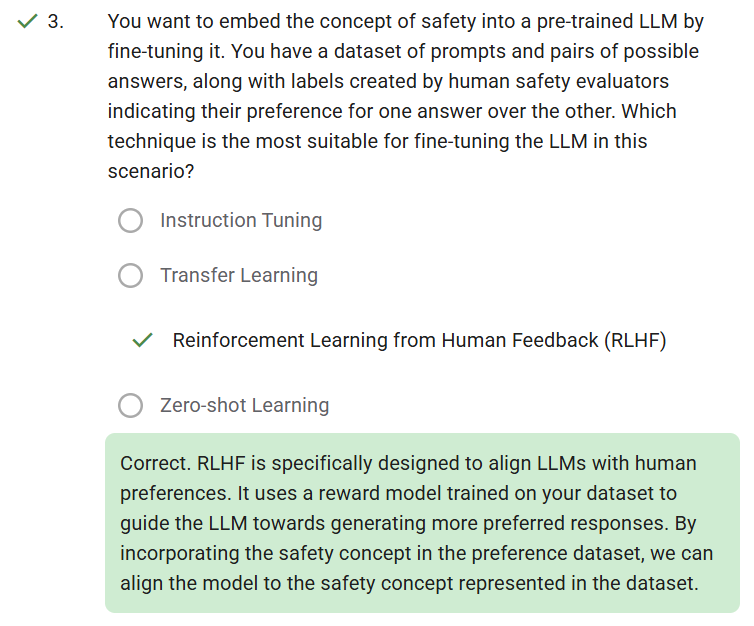 3.
You want to embed the concept of safety into a pre-trained LLM by
fine-tuning it. You have a dataset of prompts and pairs of possible
answers, along with labels created by human safety evaluators
indicating their preference for one answer over the other. Which
technique is the most suitable for fine-tuning the LLM in this
scenario?
Instruction Tuning
Transfer Learning
Reinforcement Learning from Human Feedback (RLHF)
Zero-shot Learning
Correct. RLHF is specifically designed to align LLMs with human
preferences. It uses a reward model trained on your dataset to
guide the LLM towards generating more preferred responses. By
incorporating the safety concept in the preference dataset, we can
align the model to the safety concept represented in the dataset.